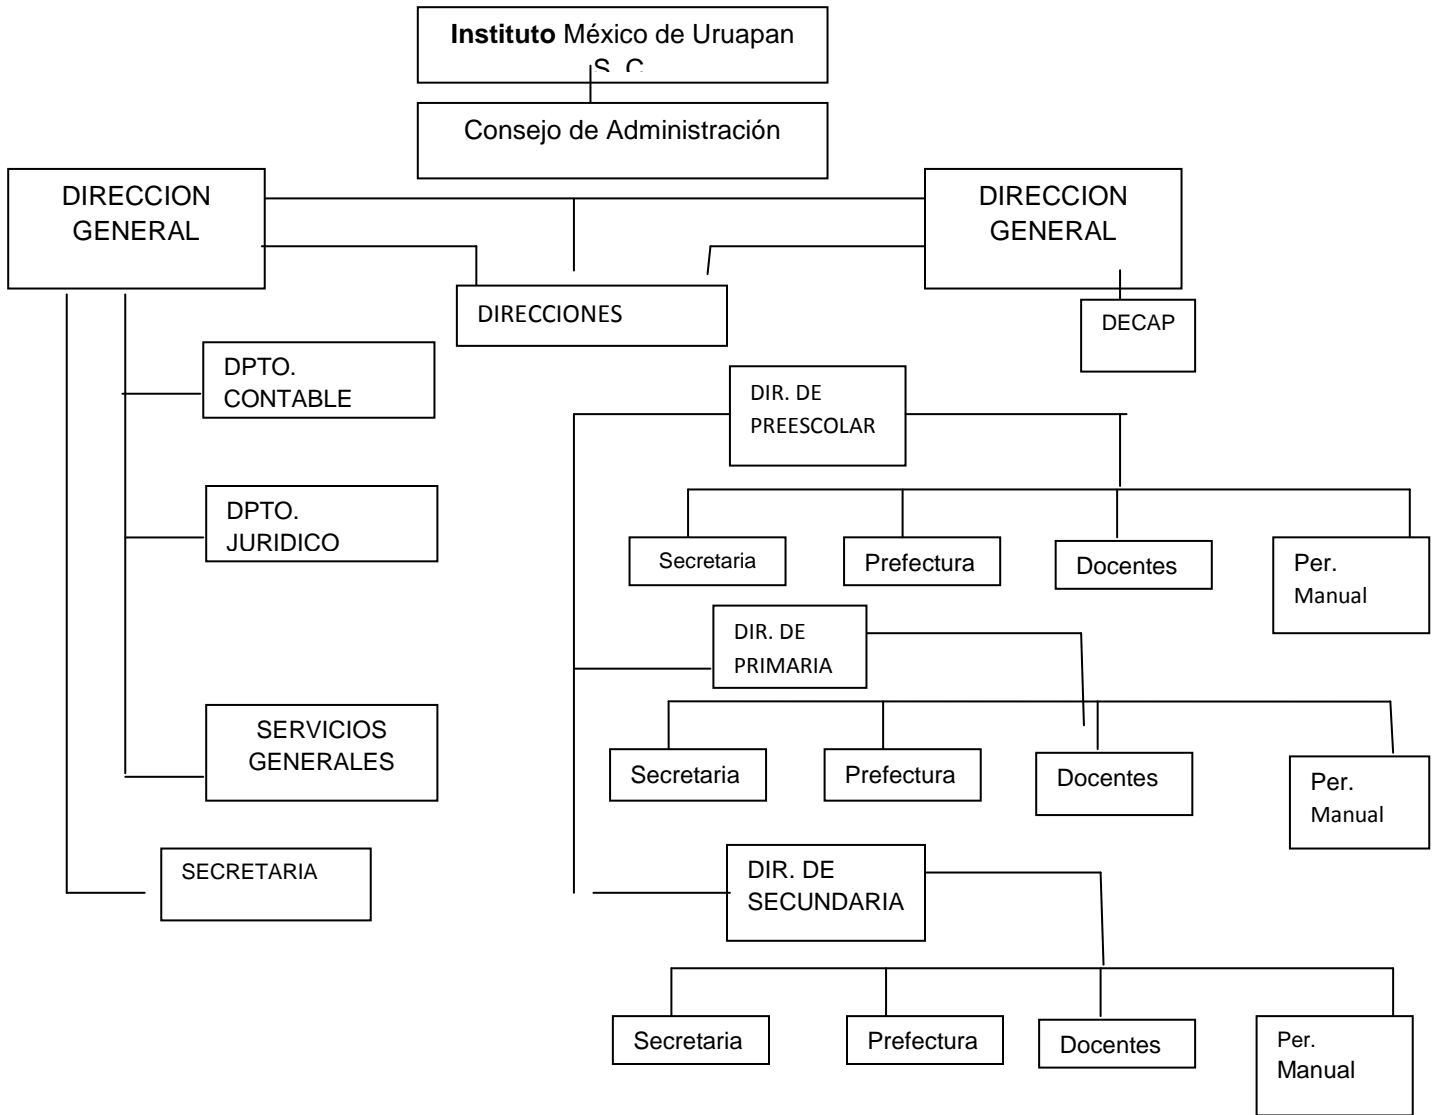 Instituto México de Uruapan
S. C
Consejo de Administración
DIRECCION
GENERAL
DIRECCION
GENERAL
DIRECCIONES
DECAP
DPTO.
CONTABLE
DIR. DE
PREESCOLAR
DPTO.
JURIDICO
Secretaria
Prefectura
Docentes
Per.
Manual
DIR. DE
PRIMARIA
SERVICIOS
GENERALES
Secretaria
Prefectura
Docentes
Per.
Manual
SECRETARIA
DIR. DE
SECUNDARIA
Secretaria
Prefectura
Docentes
Per.
Manual